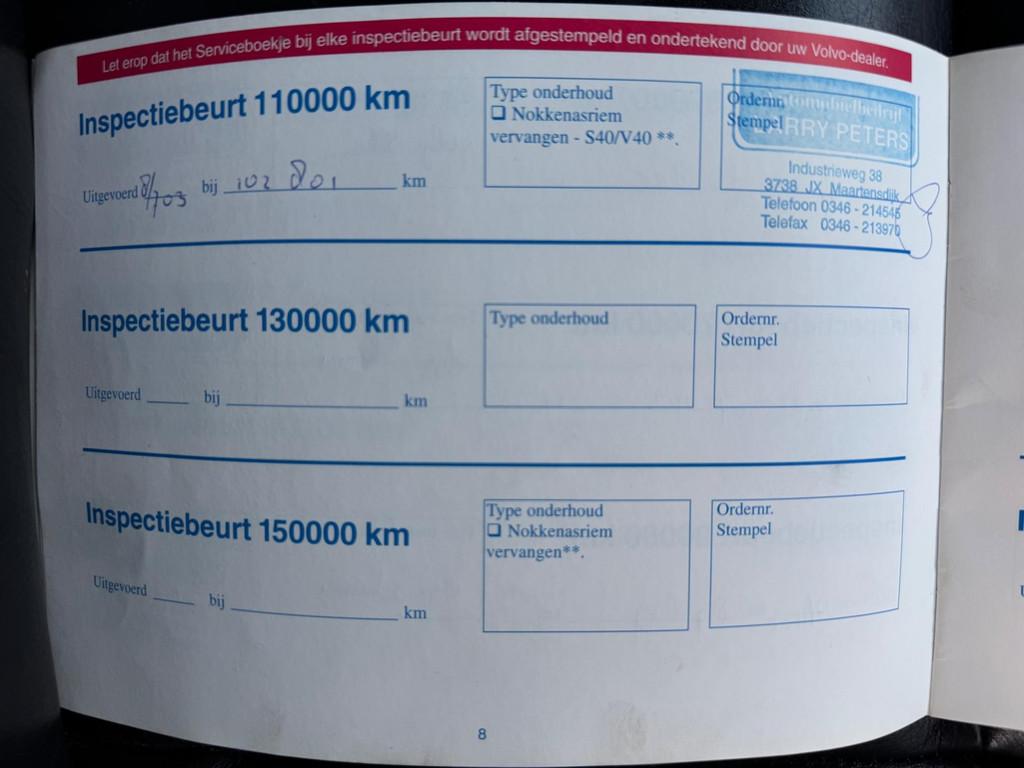 Let erop dat het Serviceboekje bij elke inspectiebeurt wordt afgestempeld en ondertekend door uw Volvo-dealer.
Inspectiebeurt 110000 km
Uitgevoerd 8/703 bij 102 801 km
Type onderhoud
❏ Nokkenasriem
vervangen - S40/V40 **.
Ordernr.
Stempel
PETERS
Industrieweg 38
3738 JX Maartensdijk
Telefoon 0346 - 214545
Telefax 0346 - 213970
Inspectiebeurt 130000 km
Uitgevoerd bij km
Type onderhoud
Ordernr.
Stempel
Inspectiebeurt 150000 km
Uitgevoerd bij km
Type onderhoud
❏ Nokkenasriem
vervangen**.
Ordernr.
Stempel
8